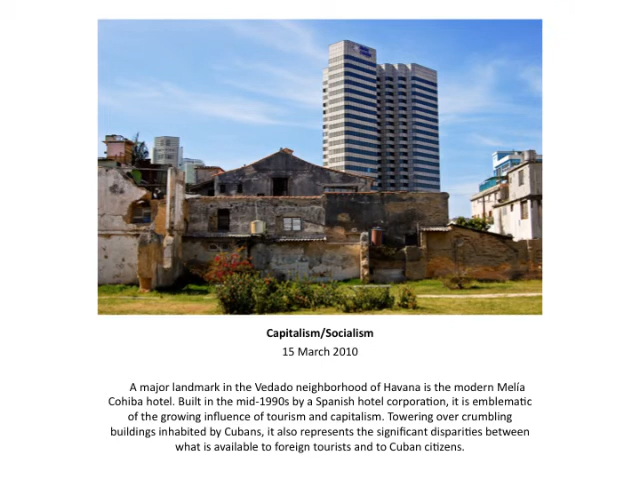 Capitalism/Socialism
15 March 2010
A major landmark in the Vedado neighborhood of Havana is the modern Melía
Cohiba hotel. Built in the mid-1990s by a Spanish hotel corporation, it is emblematic
of the growing influence of tourism and capitalism. Towering over crumbling
buildings inhabited by Cubans, it also represents the significant disparities between
what is available to foreign tourists and to Cuban citizens.